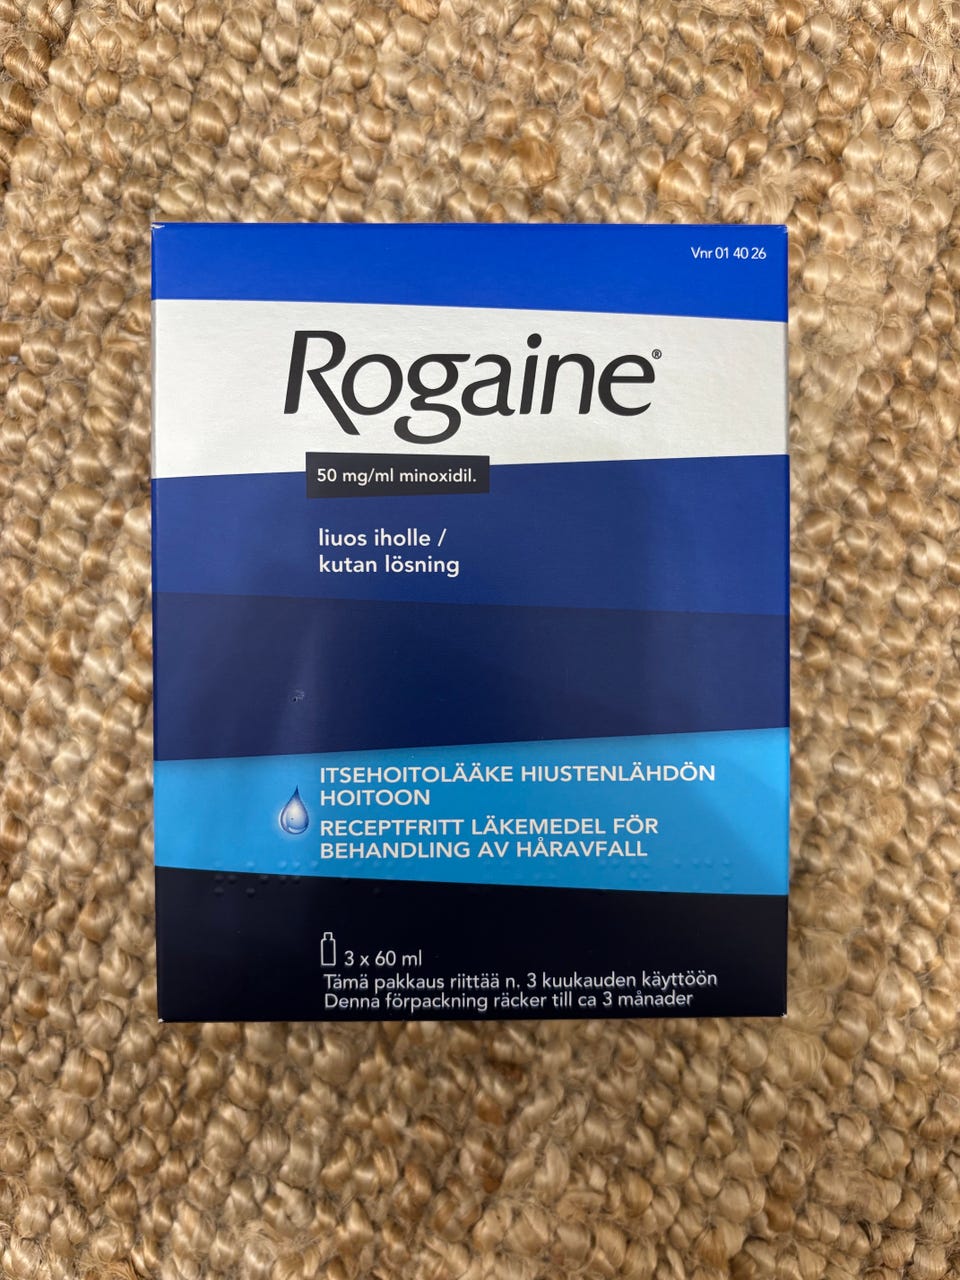 Vnr 01 40 26
Rogaine®
50 mg/ml minoxidil.
liuos iholle /
kutan lösning
ITSEHOITOLÄÄKE HIUSTENLÄHDÖN
HOITOON
RECEPTFRITT LÄKEMEDEL FÖR
BEHANDLING AV HÅRAVFALL
3 x 60 ml
Tämä pakkaus riittää n. 3 kuukauden käyttöön
Denna förpackning räcker till ca 3 månader